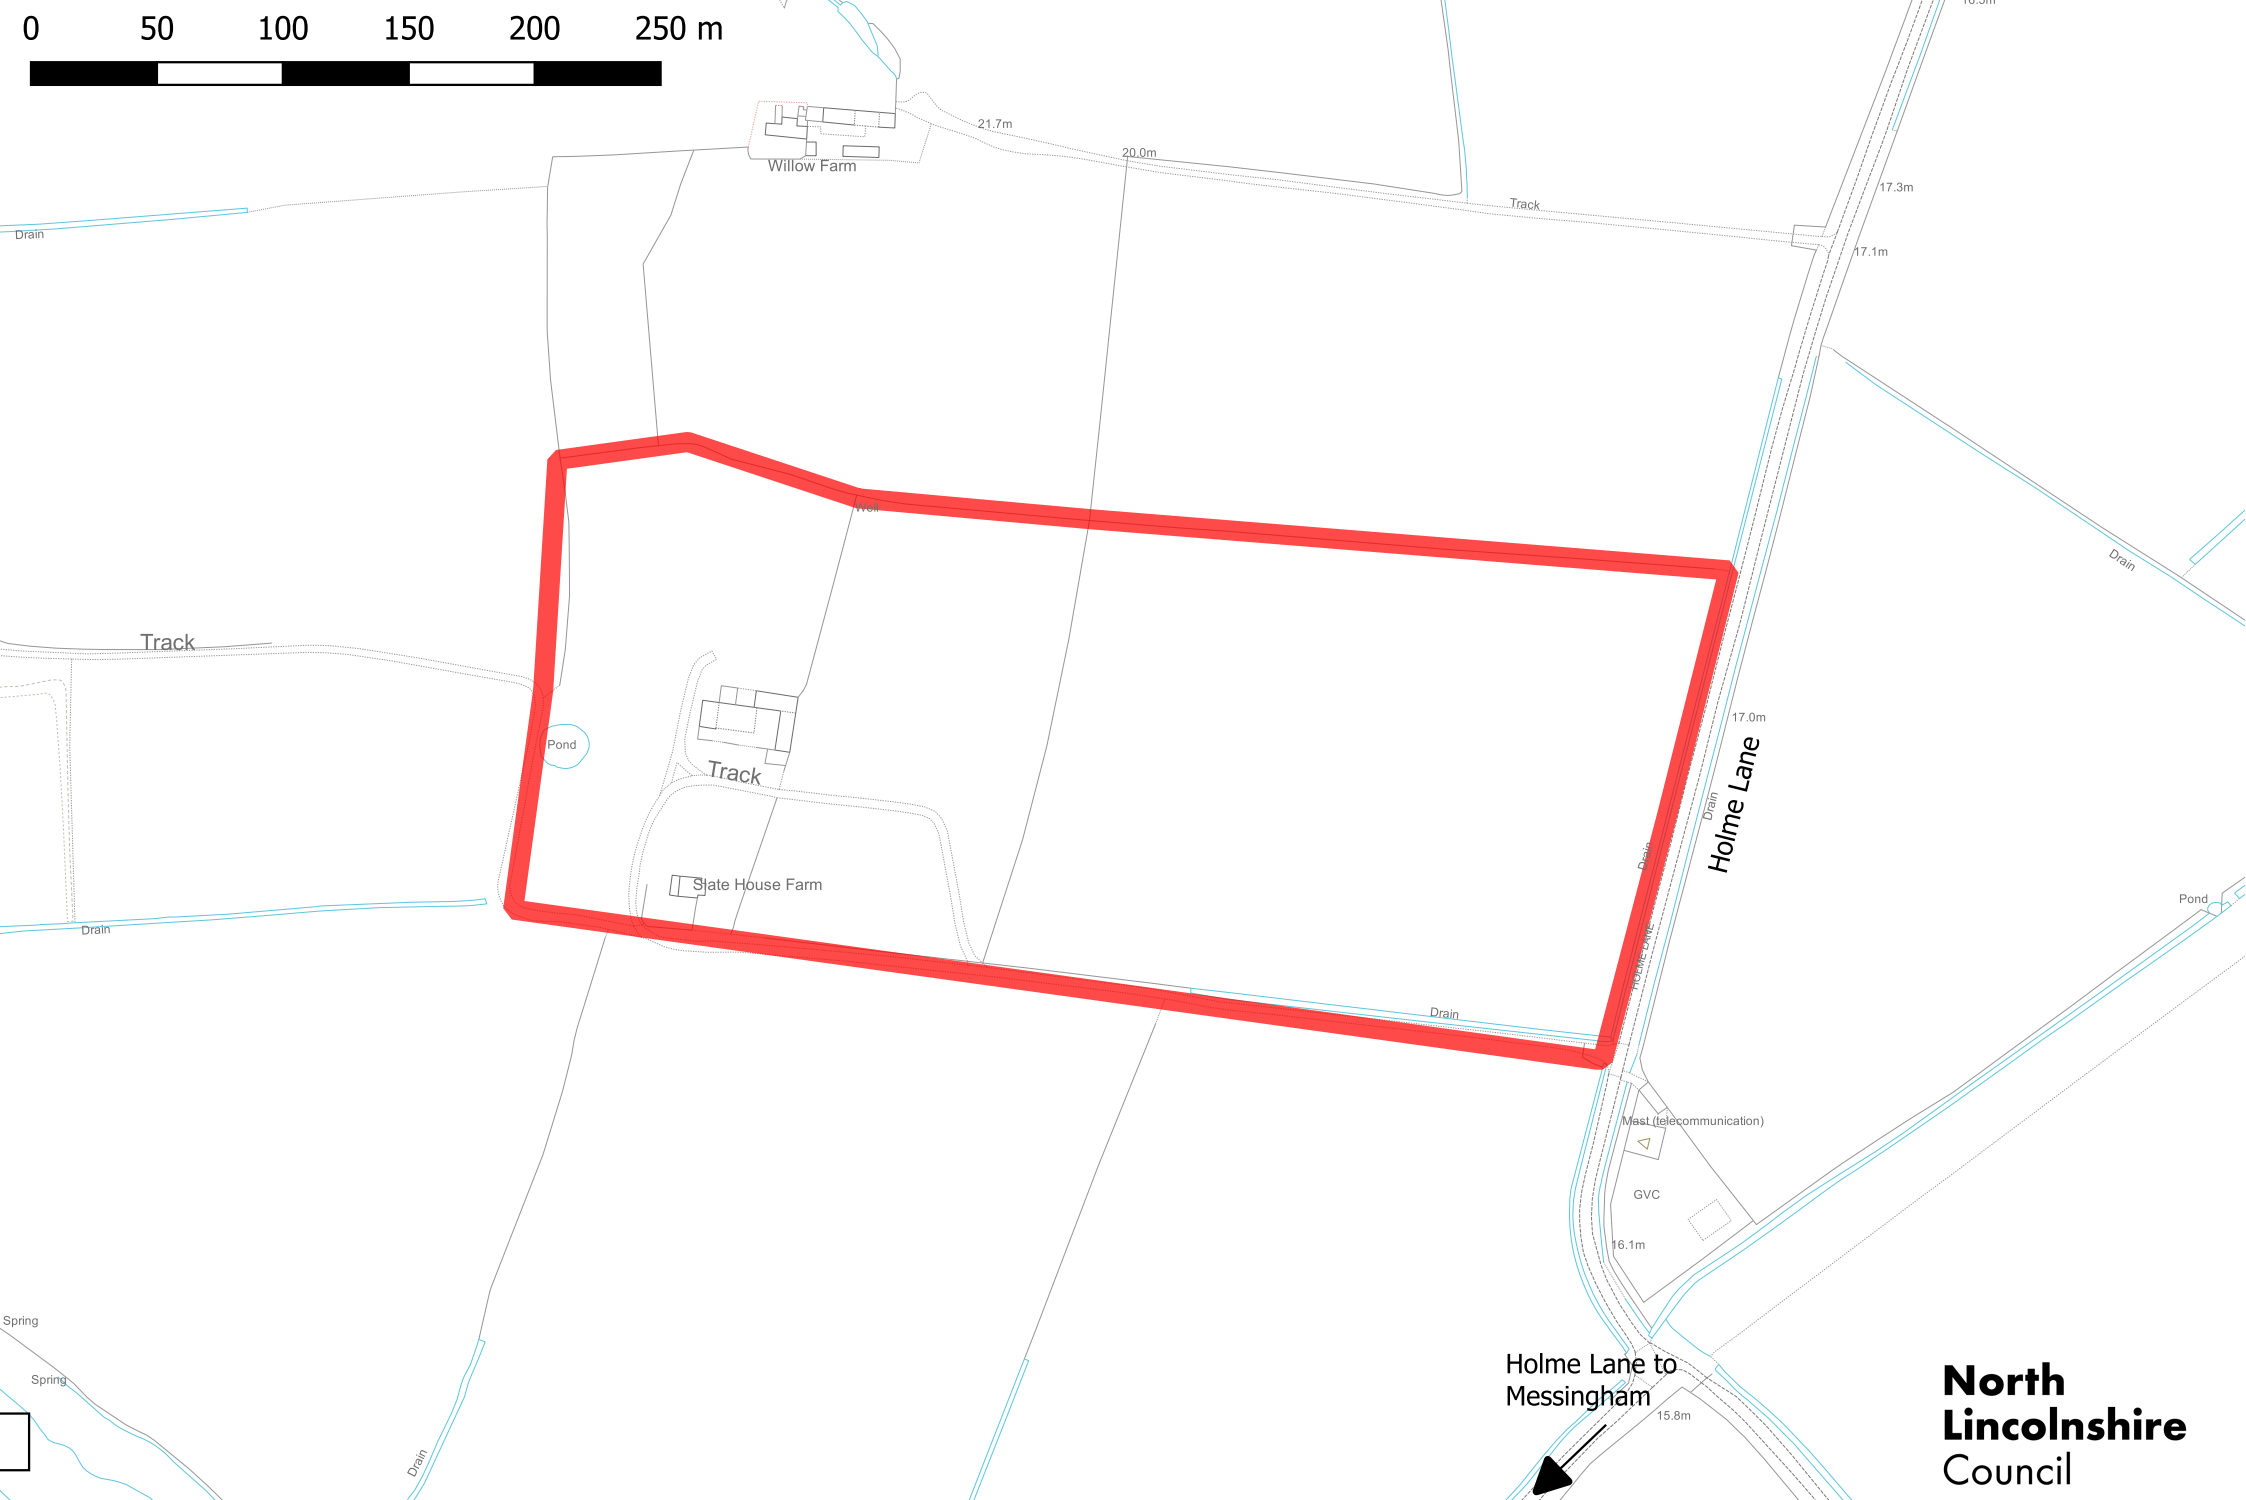 0 50 100 150 200 250 m
Willow Farm
21.7m
20.0m
Track
17.3m
17.1m
Drain
Well
Drain
Track
17.0m
Pond
Track
Holme Lane
Drain
Drain
Slate House Farm
Pond
Drain
HOLME LANE
Drain
Mast (telecommunication)
GVC
16.1m
Spring
Spring
Holme Lane to
Messingham
15.8m
Drain
North
Lincolnshire
Council